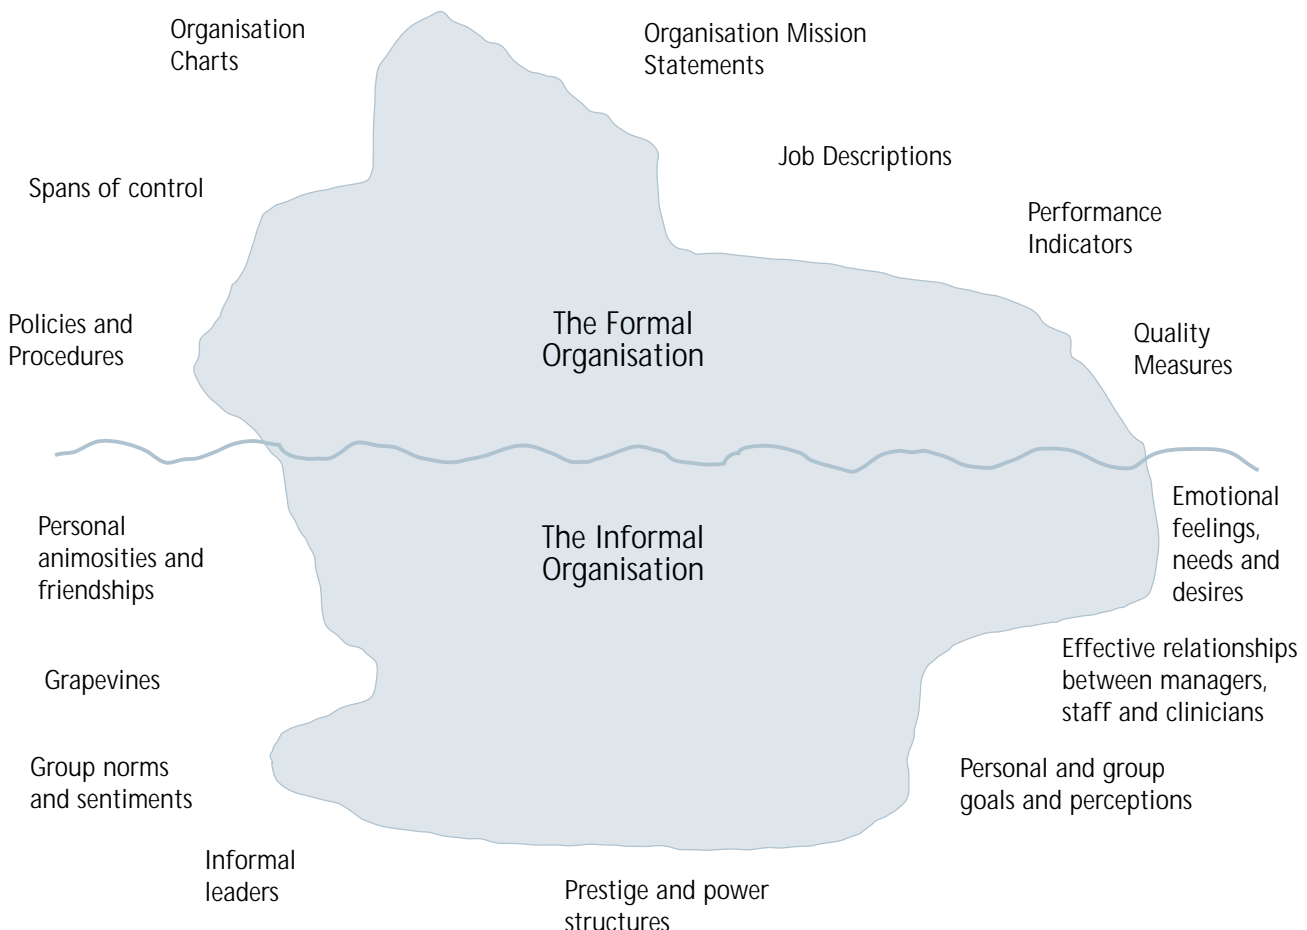 Organisation
Charts
Organisation Mission
Statements
Job Descriptions
Spans of control
Performance
Indicators
Policies and
Procedures
The Formal
Organisation
Quality
Measures
Personal
animosities and
friendships
The Informal
Organisation
Emotional
feelings,
needs and
desires
Grapevines
Effective relationships
between managers,
staff and clinicians
Group norms
and sentiments
Personal and group
goals and perceptions
Informal
leaders
Prestige and power
structures